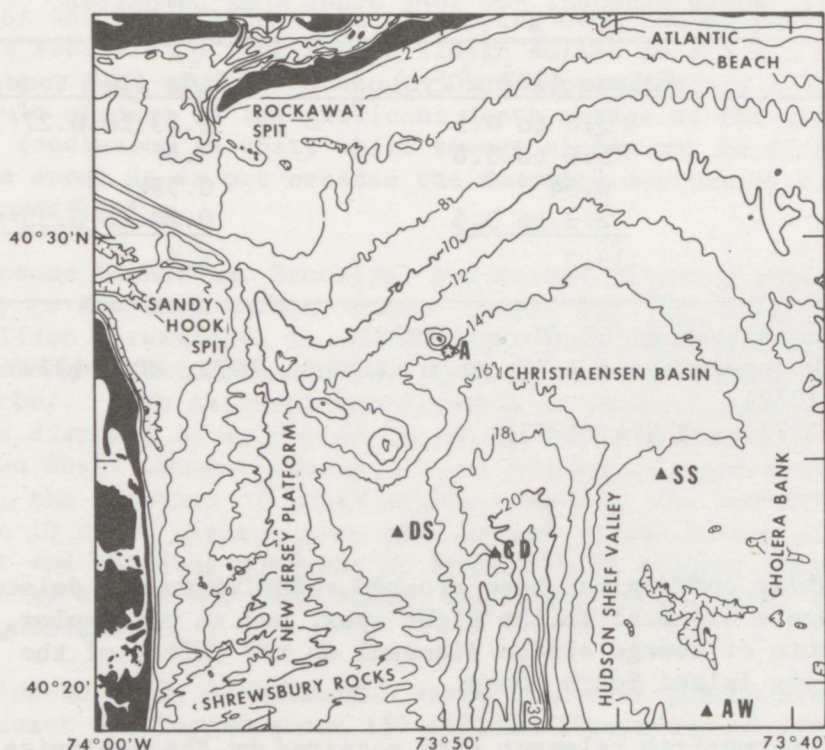 ATLANTIC
BEACH
2
4
ROCKAWAY
SPIT
6
8
10
12
14
40°30'N
SANDY
HOOK
SPIT
A
16
CHRISTIAENSEN BASIN
18
20
NEW JERSEY PLATFORM
DS
CD
SS
HUDSON SHELF VALLEY
CHOLERA BANK
40°20'
SHREWSBURY ROCKS
30
AW
74°00'W
73°50'
73°40'